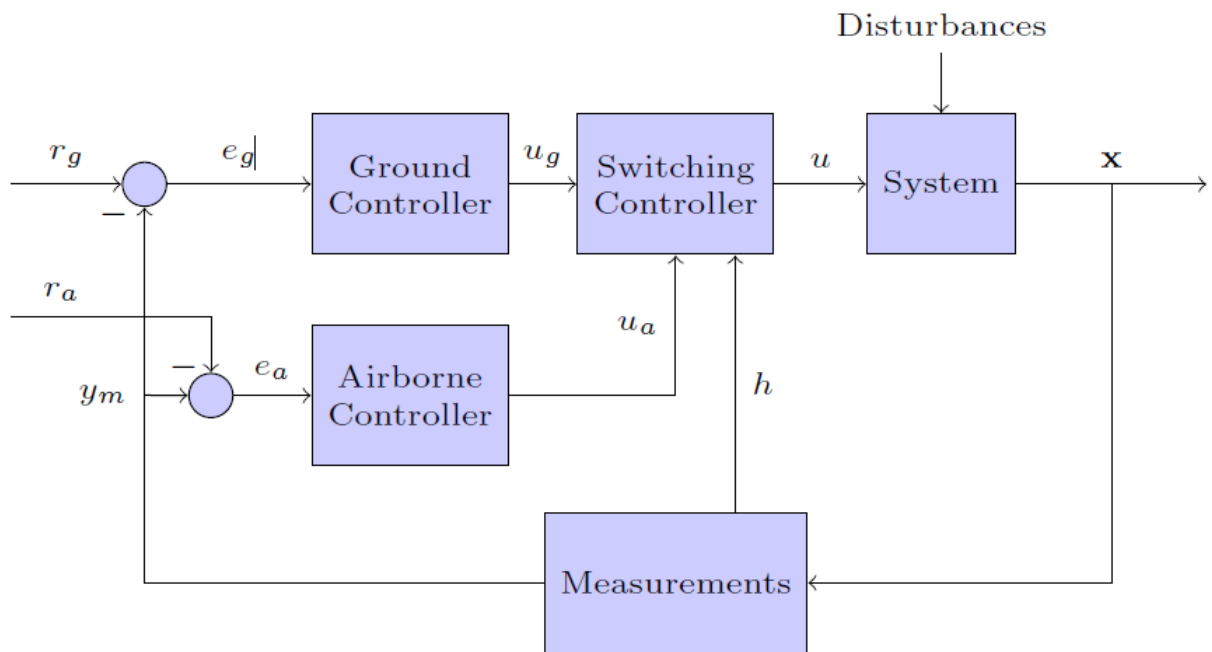 Disturbances
r_g
e_g|
Ground
Controller
u_g
Switching
Controller
u
System
x
−
r_a
u_a
−
e_a
Airborne
Controller
y_m
h
Measurements